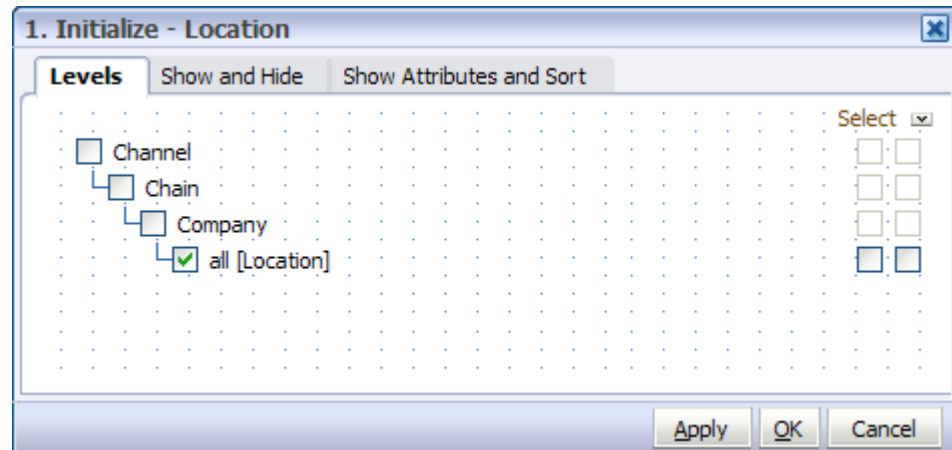 1. Initialize - Location
Levels Show and Hide Show Attributes and Sort
Select
Channel
Chain
Company
all [Location]
Apply OK Cancel